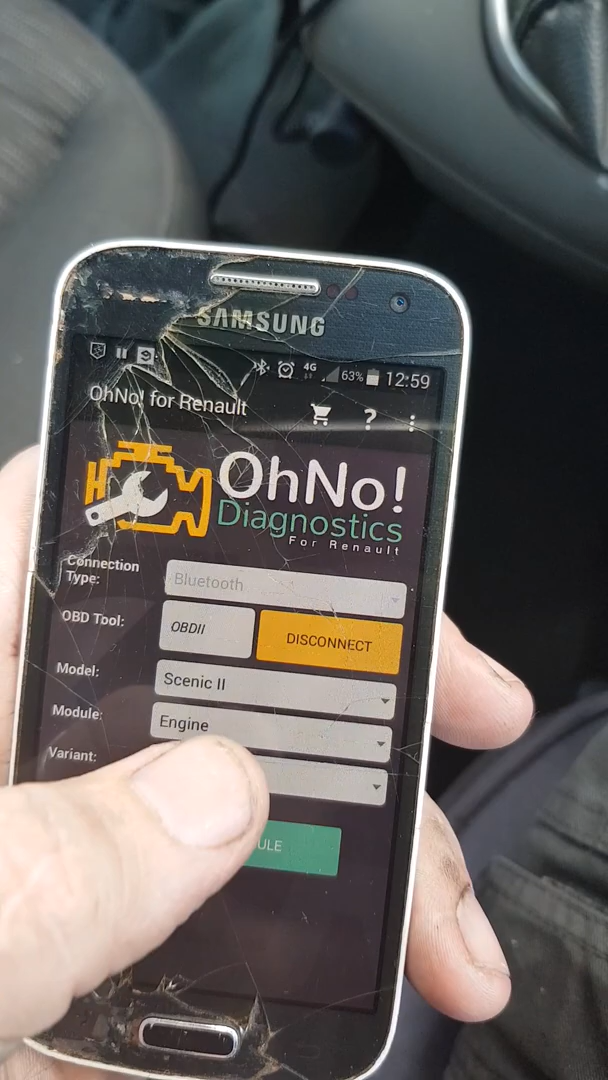 SAMSUNG
4G 63% 12:59
OhNo! for Renault
?
OhNo!
Diagnostics
For Renault
Connection Type:
Bluetooth
OBD Tool:
OBDII
DISCONNECT
Model:
Scenic II
Module:
Engine
Variant:
ULE